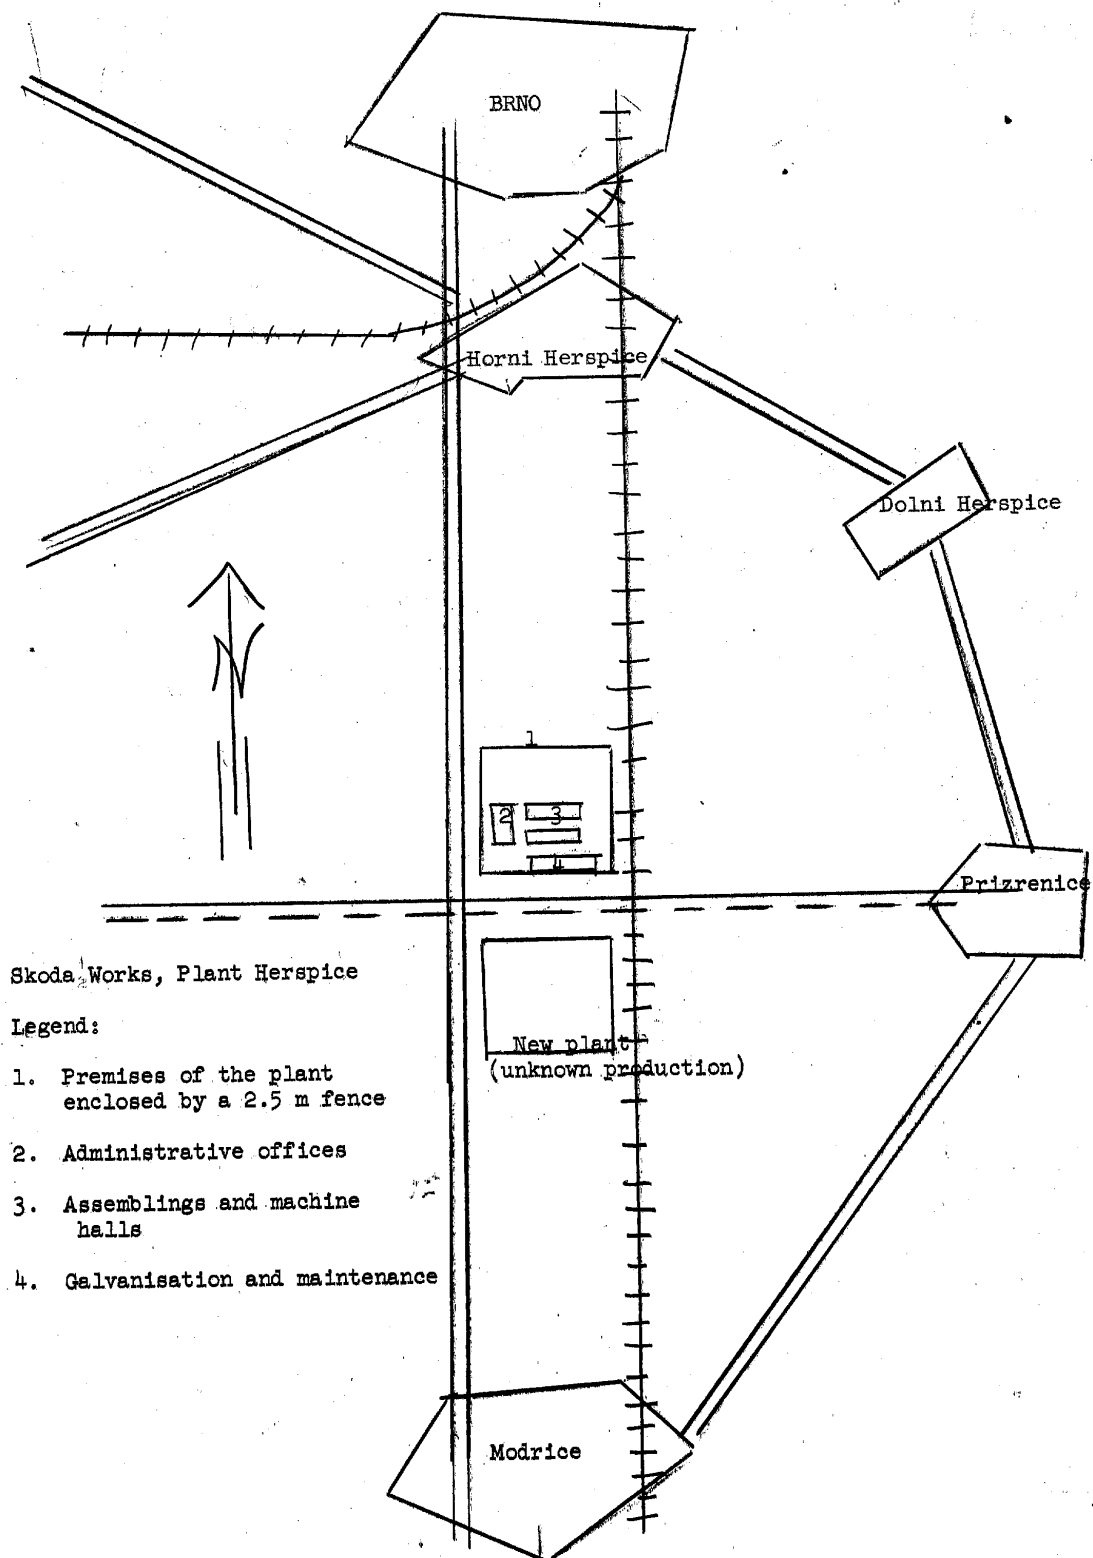 BRNO
Horni Herspice
Dolni Herspice
N
1
2
3
4
Prizrenice
Skoda Works, Plant Herspice
New plant
(unknown production)
Legend:
1. Premises of the plant
enclosed by a 2.5 m fence
2. Administrative offices
3. Assemblings and machine
halls
4. Galvanisation and maintenance
Modrice